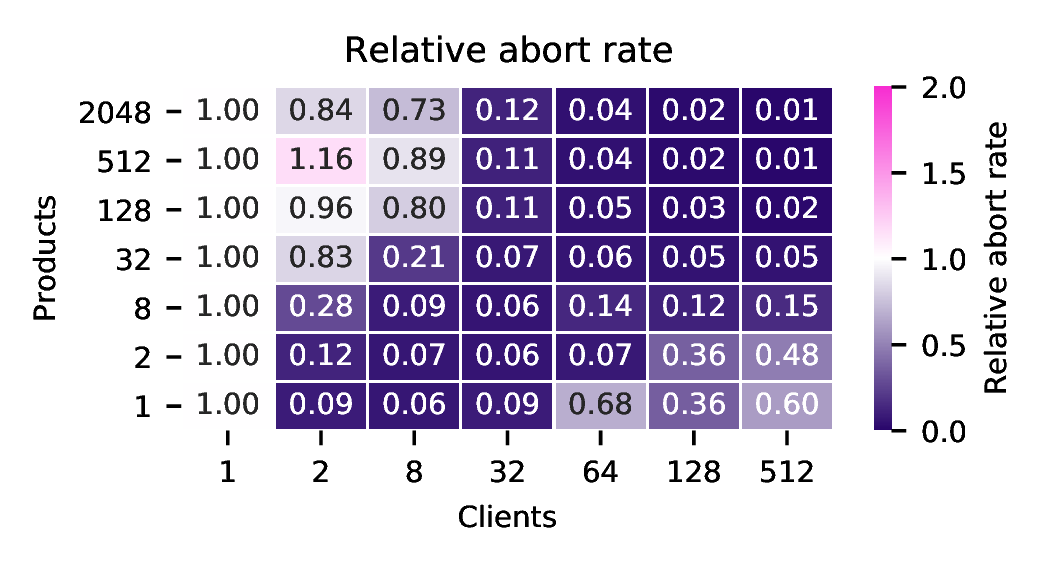 Relative abort rate
2048 1.00 0.84 0.73 0.12 0.04 0.02 0.01
512 1.00 1.16 0.89 0.11 0.04 0.02 0.01
128 1.00 0.96 0.80 0.11 0.05 0.03 0.02
32 1.00 0.83 0.21 0.07 0.06 0.05 0.05
8 1.00 0.28 0.09 0.06 0.14 0.12 0.15
2 1.00 0.12 0.07 0.06 0.07 0.36 0.48
1 1.00 0.09 0.06 0.09 0.68 0.36 0.60
1 2 8 32 64 128 512
Clients
Products
2.0
1.5
1.0
0.5
0.0
Relative abort rate